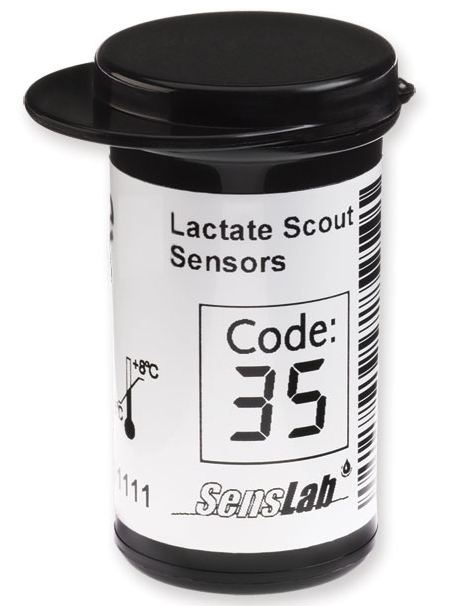 Lactate Scout
Sensors
Code:
35
+8°C
°C
1111
SensLab